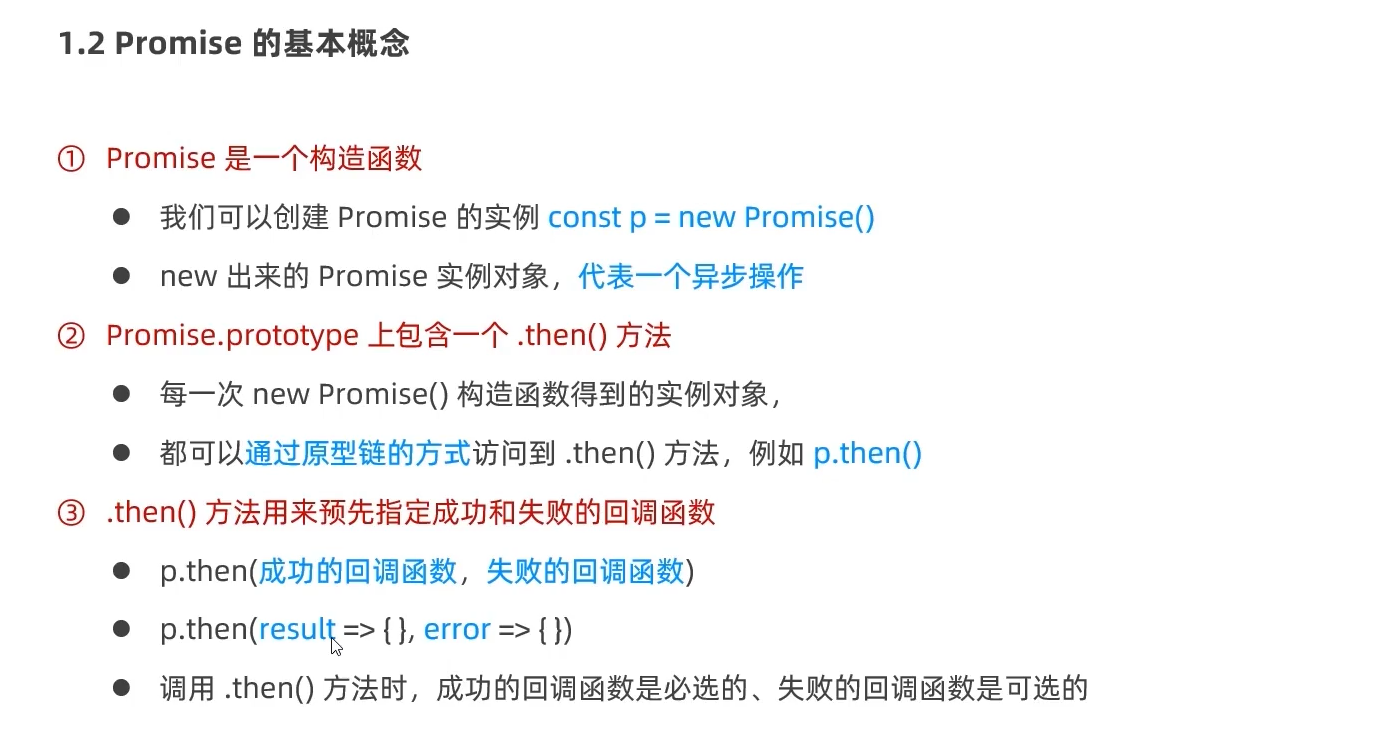 1.2 Promise 的基本概念
① Promise 是一个构造函数
● 我们可以创建 Promise 的实例 const p = new Promise()
● new 出来的 Promise 实例对象，代表一个异步操作
② Promise.prototype 上包含一个 .then() 方法
● 每一次 new Promise() 构造函数得到的实例对象，
● 都可以通过原型链的方式访问到 .then() 方法，例如 p.then()
③ .then() 方法用来预先指定成功和失败的回调函数
● p.then(成功的回调函数，失败的回调函数)
● p.then(result => { }, error => { })
● 调用 .then() 方法时，成功的回调函数是必选的、失败的回调函数是可选的